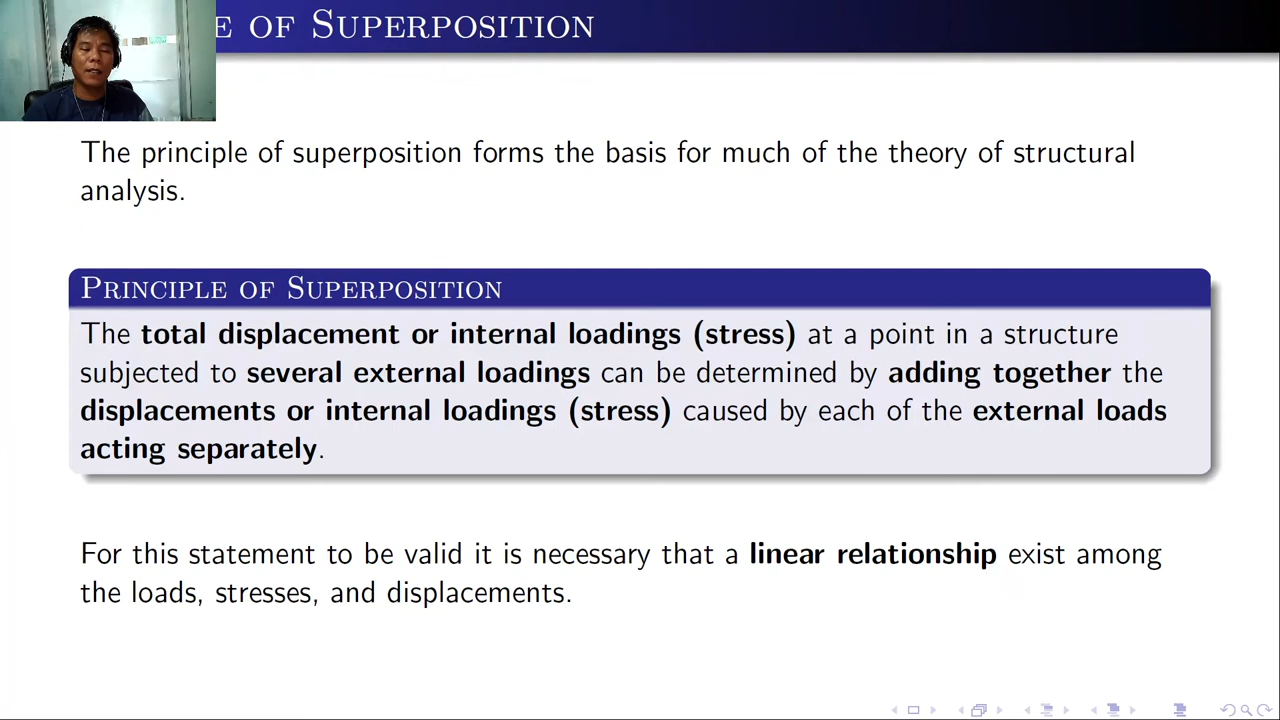 E OF SUPERPOSITION
The principle of superposition forms the basis for much of the theory of structural
analysis.
PRINCIPLE OF SUPERPOSITION
The total displacement or internal loadings (stress) at a point in a structure
subjected to several external loadings can be determined by adding together the
displacements or internal loadings (stress) caused by each of the external loads
acting separately.
For this statement to be valid it is necessary that a linear relationship exist among
the loads, stresses, and displacements.